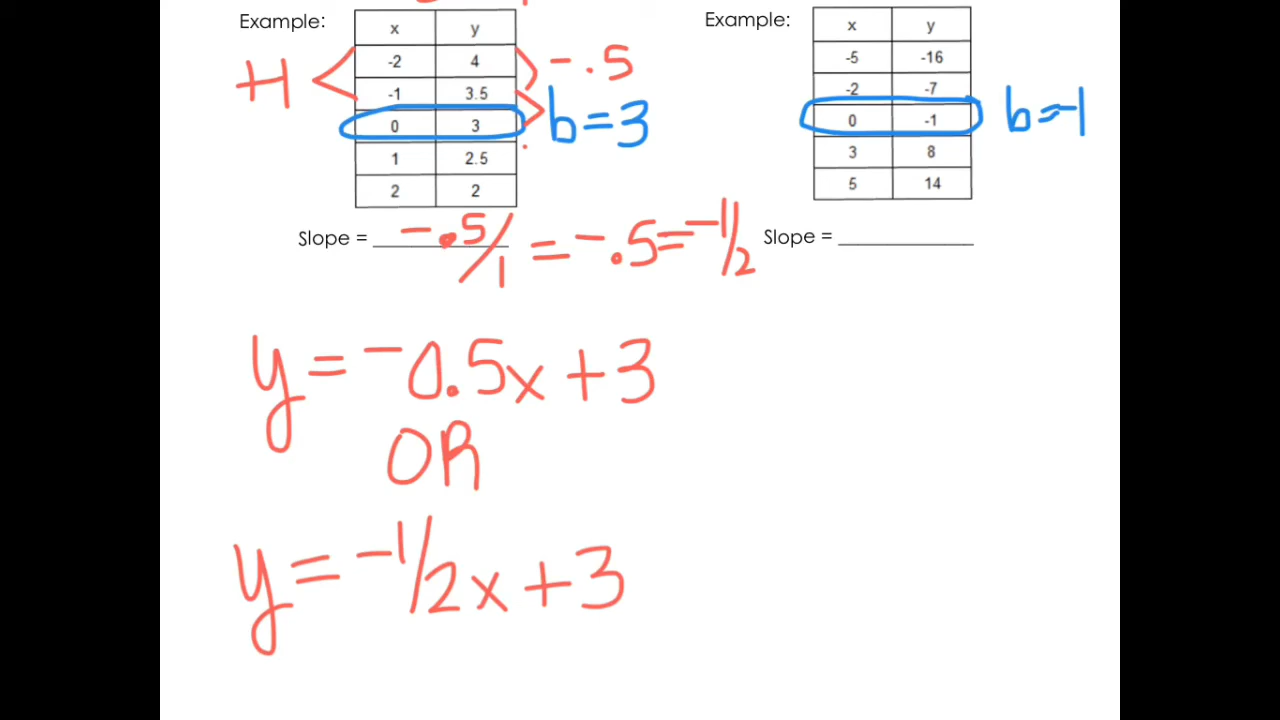 Example:
x y
-2 4
-1 3.5
0 3
1 2.5
2 2
+1
-.5
b=3
Slope = -.5/1 = -.5 = -1/2
y = -0.5x + 3
OR
y = -1/2x + 3
Example:
x y
-5 -16
-2 -7
0 -1
3 8
5 14
b=-1
Slope =